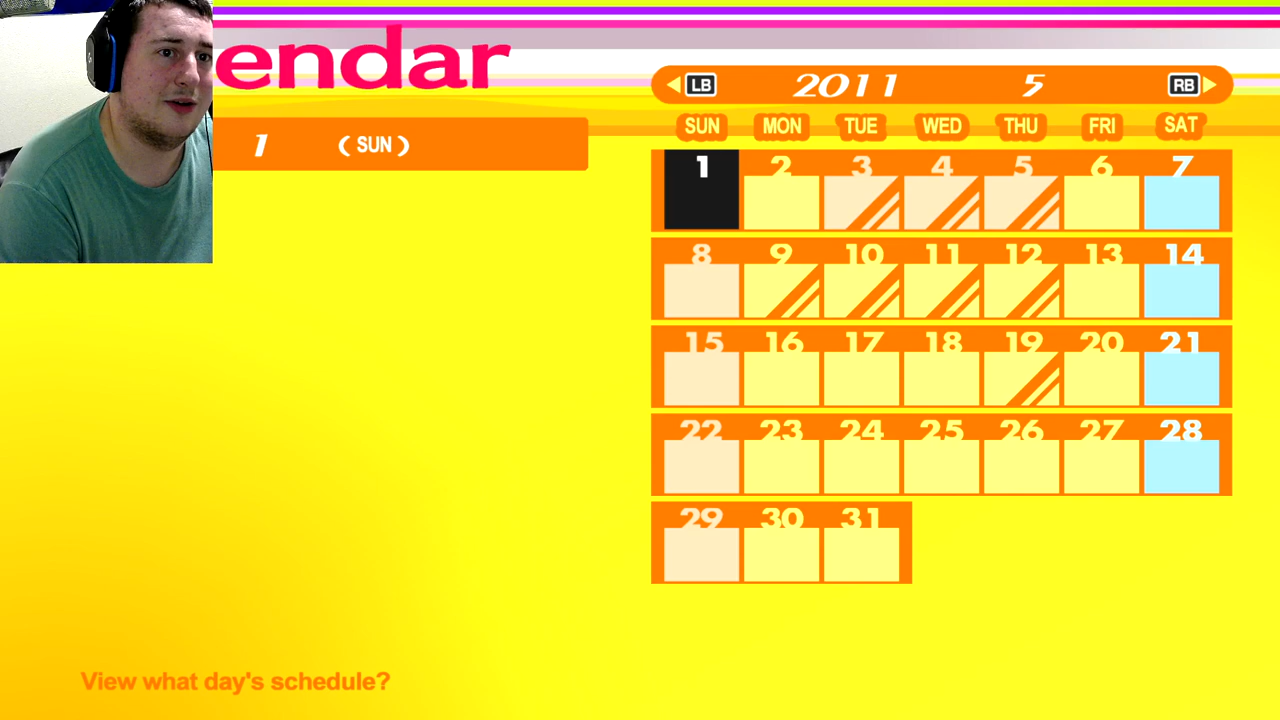 endar
LB 2011 5 RB
SUN MON TUE WED THU FRI SAT
1 ( SUN )
1 2 3 4 5 6 7
8 9 10 11 12 13 14
15 16 17 18 19 20 21
22 23 24 25 26 27 28
29 30 31
View what day's schedule?